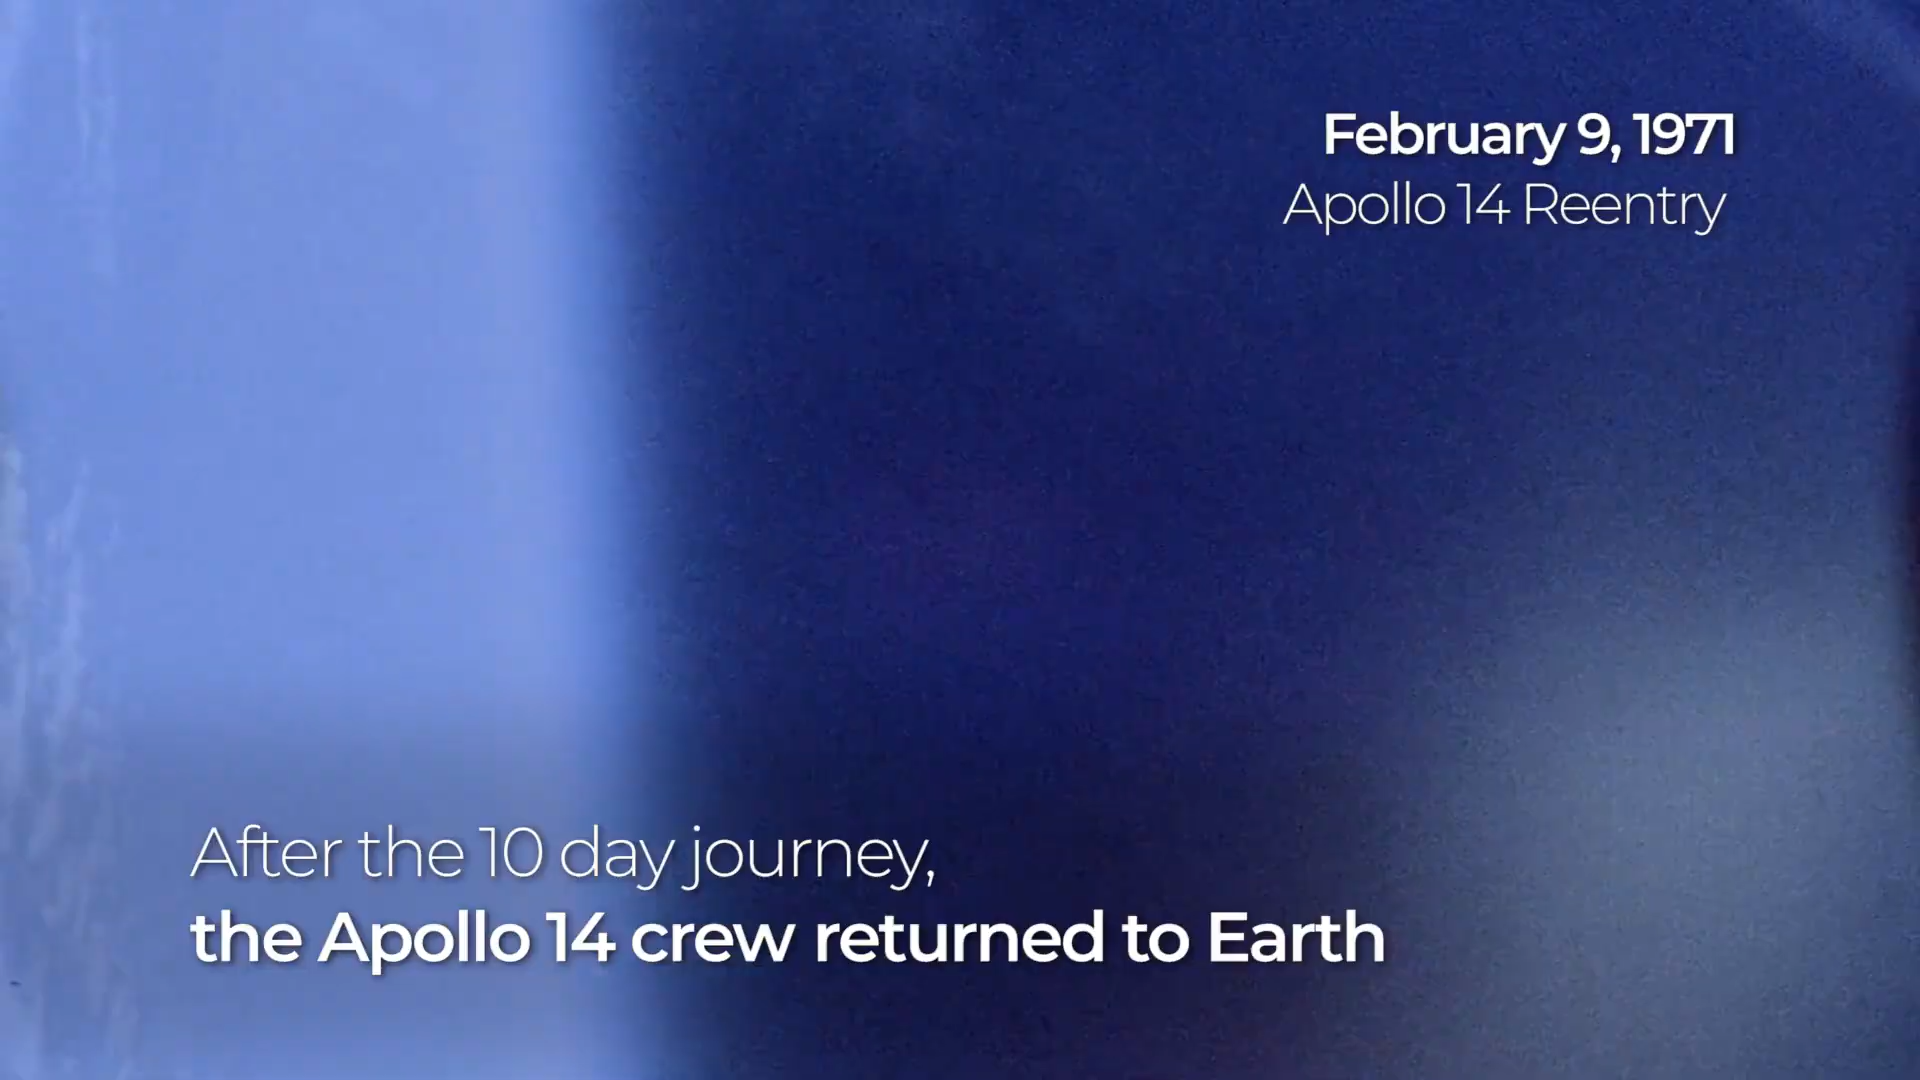 February 9, 1971
Apollo 14 Reentry
After the 10 day journey,
the Apollo 14 crew returned to Earth